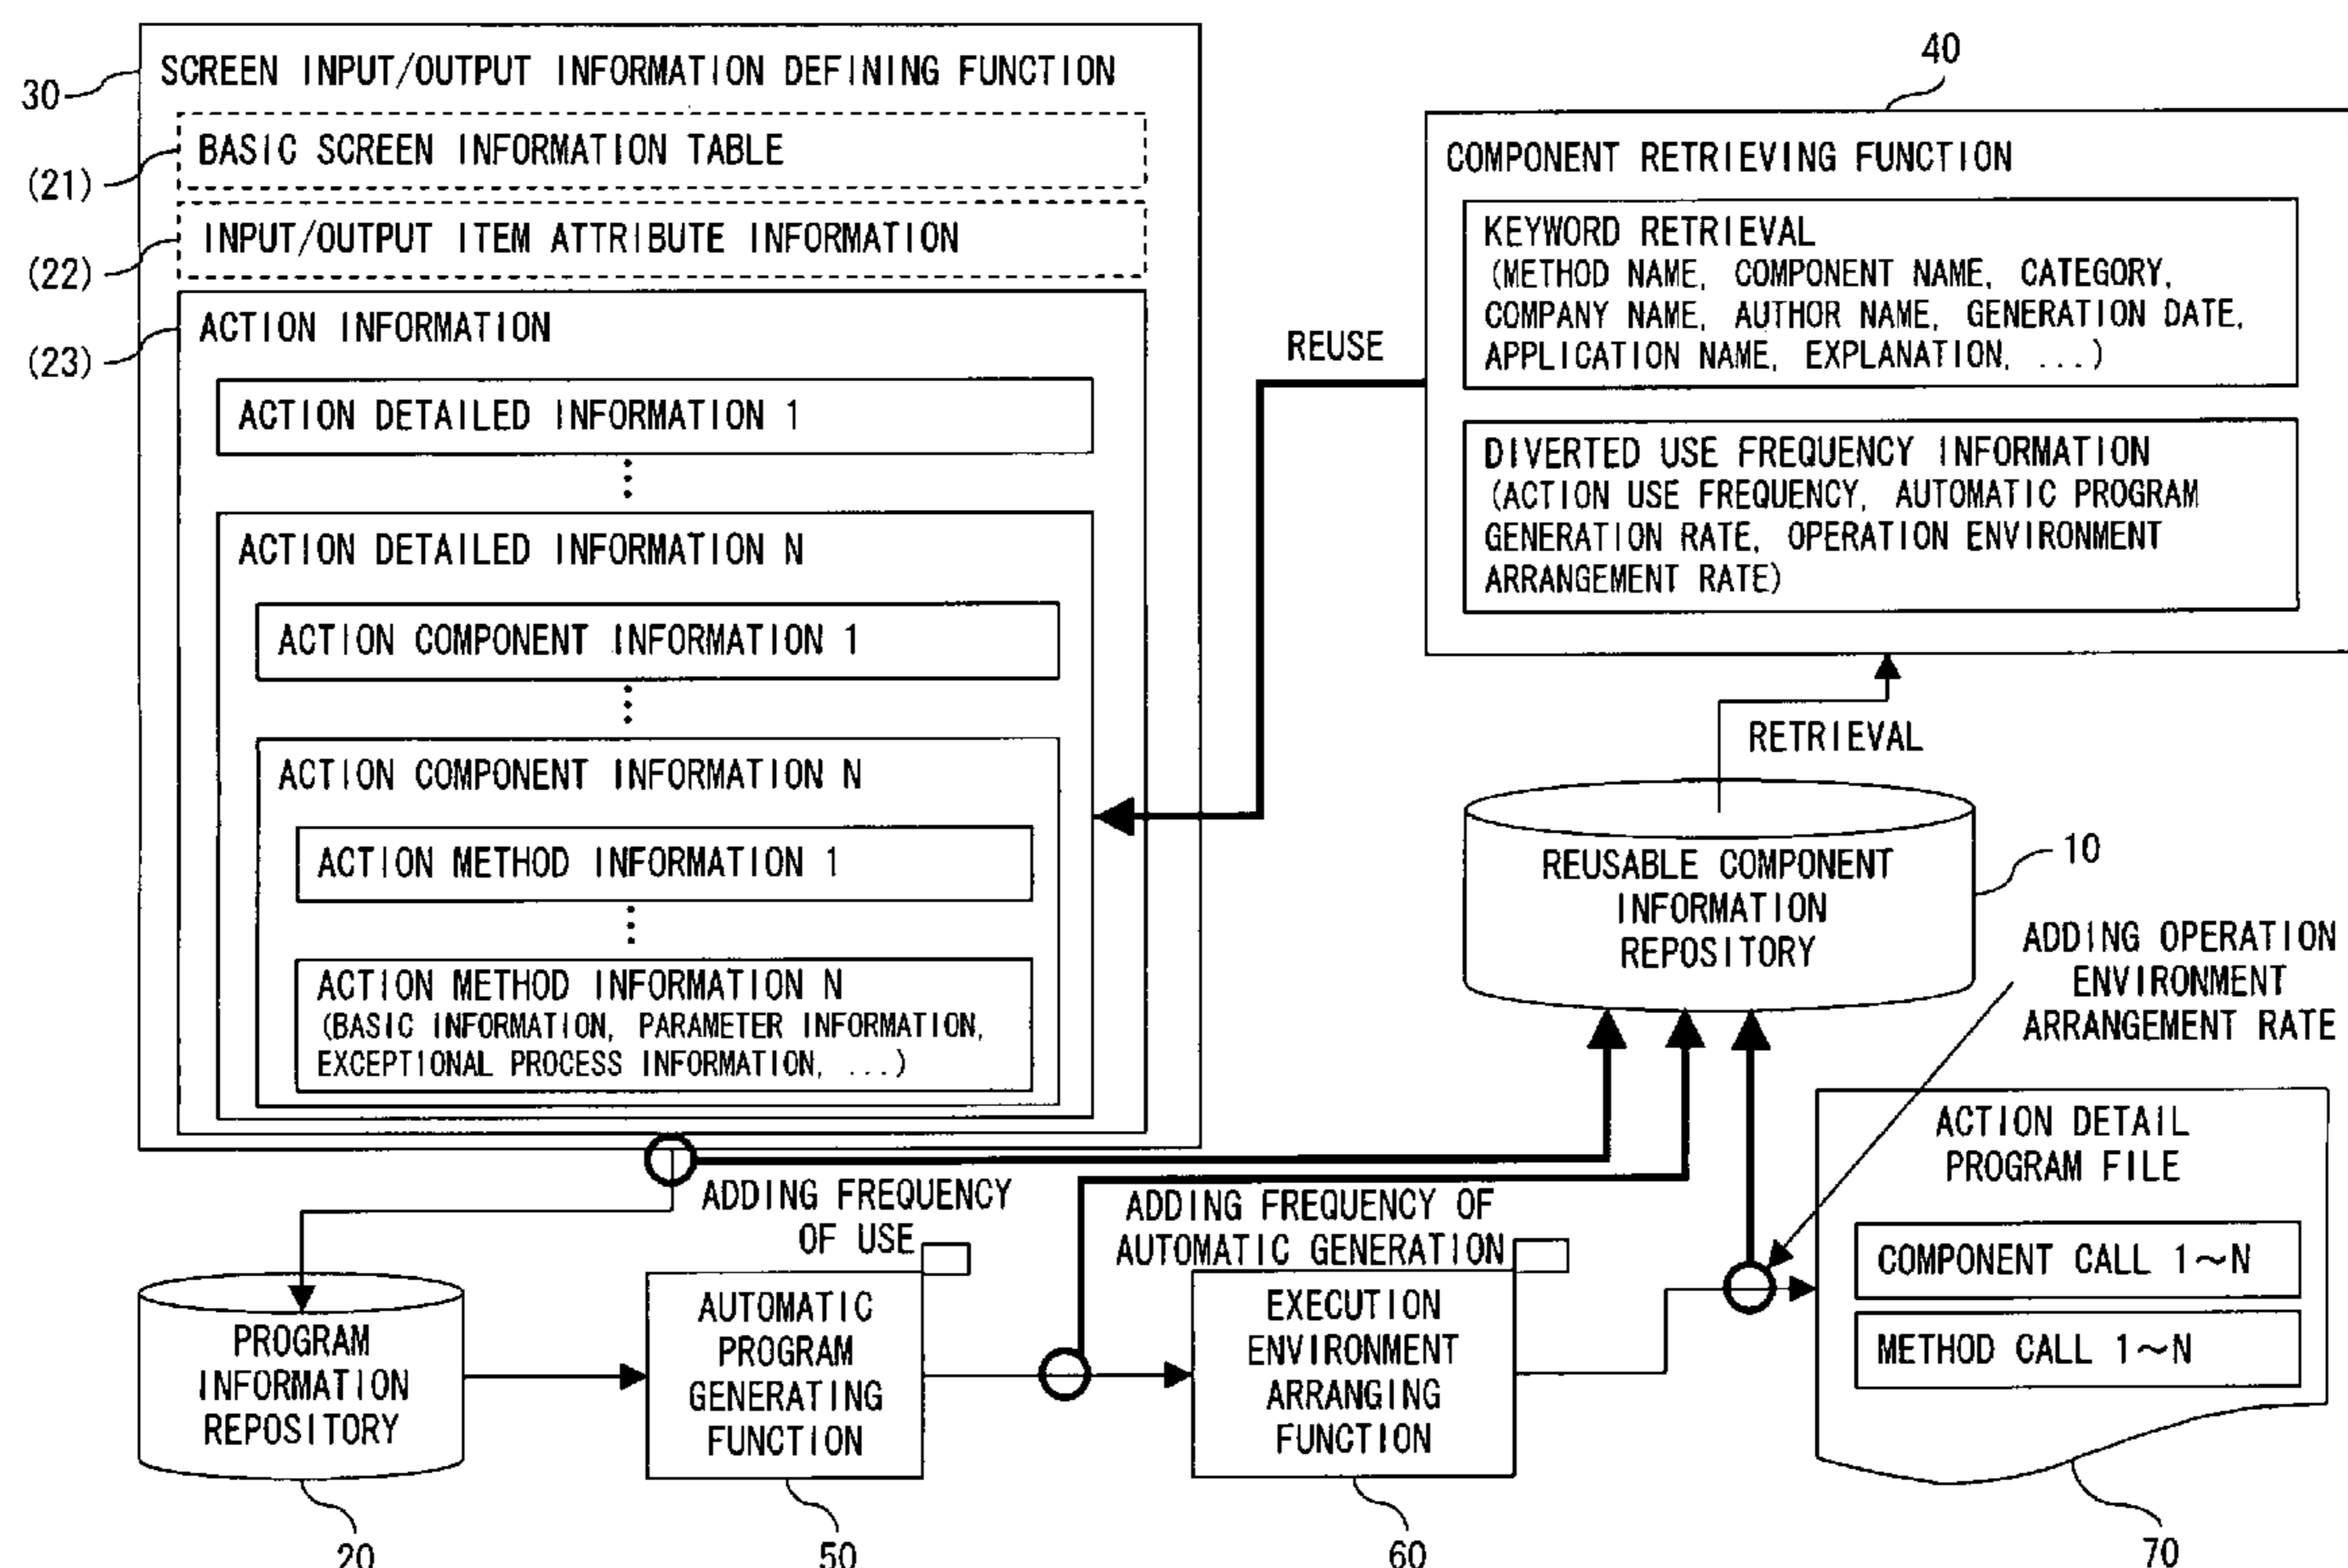 30
SCREEN INPUT/OUTPUT INFORMATION DEFINING FUNCTION
(21)
BASIC SCREEN INFORMATION TABLE
(22)
INPUT/OUTPUT ITEM ATTRIBUTE INFORMATION
(23)
ACTION INFORMATION
ACTION DETAILED INFORMATION 1
ACTION DETAILED INFORMATION N
ACTION COMPONENT INFORMATION 1
ACTION COMPONENT INFORMATION N
ACTION METHOD INFORMATION 1
ACTION METHOD INFORMATION N
(BASIC INFORMATION, PARAMETER INFORMATION,
EXCEPTIONAL PROCESS INFORMATION, ...)
REUSE
40
COMPONENT RETRIEVING FUNCTION
KEYWORD RETRIEVAL
(METHOD NAME, COMPONENT NAME, CATEGORY,
COMPANY NAME, AUTHOR NAME, GENERATION DATE,
APPLICATION NAME, EXPLANATION, ...)
DIVERTED USE FREQUENCY INFORMATION
(ACTION USE FREQUENCY, AUTOMATIC PROGRAM
GENERATION RATE, OPERATION ENVIRONMENT
ARRANGEMENT RATE)
RETRIEVAL
REUSABLE COMPONENT
INFORMATION
REPOSITORY
10
ADDING OPERATION
ENVIRONMENT
ARRANGEMENT RATE
ADDING FREQUENCY
OF USE
ADDING FREQUENCY OF
AUTOMATIC GENERATION
PROGRAM
INFORMATION
REPOSITORY
20
AUTOMATIC
PROGRAM
GENERATING
FUNCTION
50
EXECUTION
ENVIRONMENT
ARRANGING
FUNCTION
60
ACTION DETAIL
PROGRAM FILE
COMPONENT CALL 1~N
METHOD CALL 1~N
70